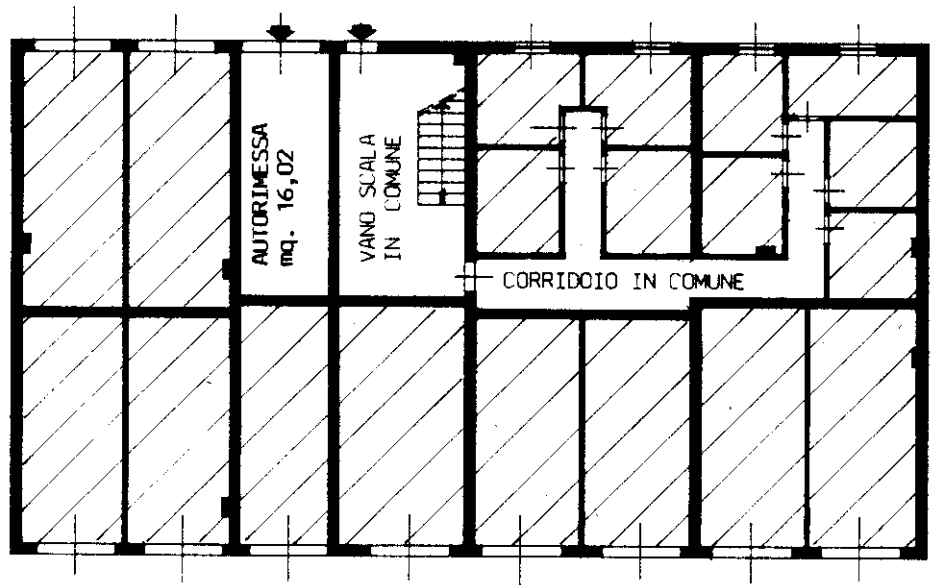 AUTORIMESSA
mq. 16,02
VANO SCALA
IN COMUNE
CORRIDOIO IN COMUNE